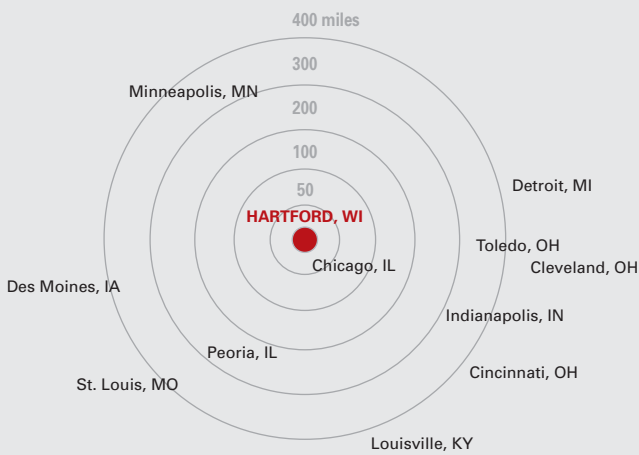 400 miles
300
Minneapolis, MN
200
100
Detroit, MI
50
HARTFORD, WI
Toledo, OH
Chicago, IL
Cleveland, OH
Des Moines, IA
Indianapolis, IN
Peoria, IL
Cincinnati, OH
St. Louis, MO
Louisville, KY